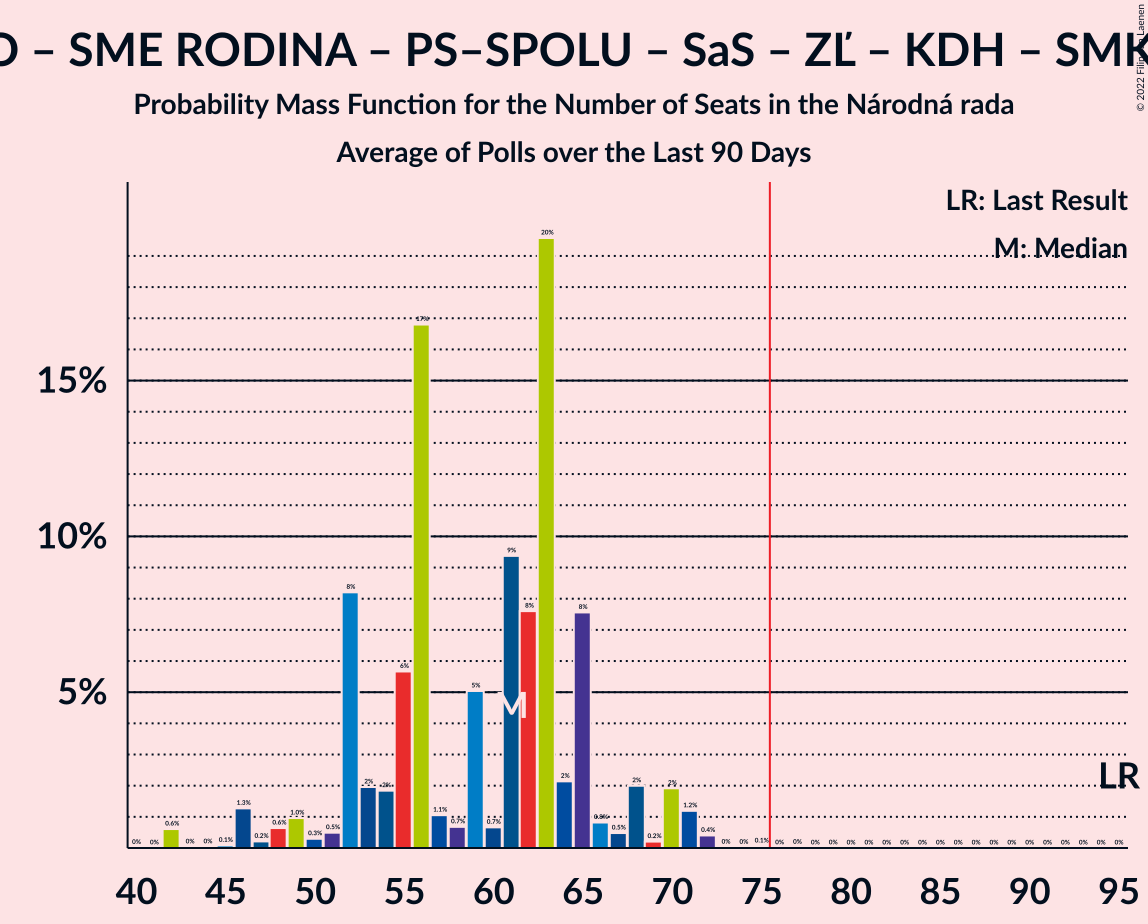 O – SME RODINA – PS–SPOLU – SaS – ZĽ – KDH – SMK
Probability Mass Function for the Number of Seats in the Národná rada
Average of Polls over the Last 90 Days
LR: Last Result
M: Median
15%
10%
5%
0% 0% 0.6% 0% 0% 0.1% 1.3% 0.2% 0.6% 1.0% 0.3% 0.5% 8% 2% 2% 6% 17% 1.1% 0.7% 5% 0.7% 9% 8% 20% 2% 8% 0.8% 0.5% 2% 0.2% 2% 1.2% 0.4% 0% 0% 0.1% 0% 0% 0% 0% 0% 0% 0% 0% 0% 0% 0% 0% 0% 0% 0% 0% 0% 0% 0% 0%
M
LR
40 45 50 55 60 65 70 75 80 85 90 95